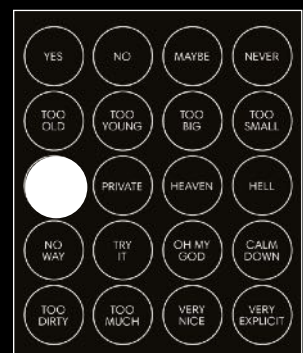 YES NO MAYBE NEVER
TOO OLD TOO YOUNG TOO BIG TOO SMALL
PRIVATE HEAVEN HELL
NO WAY TRY IT OH MY GOD CALM DOWN
TOO DIRTY TOO MUCH VERY NICE VERY EXPLICIT